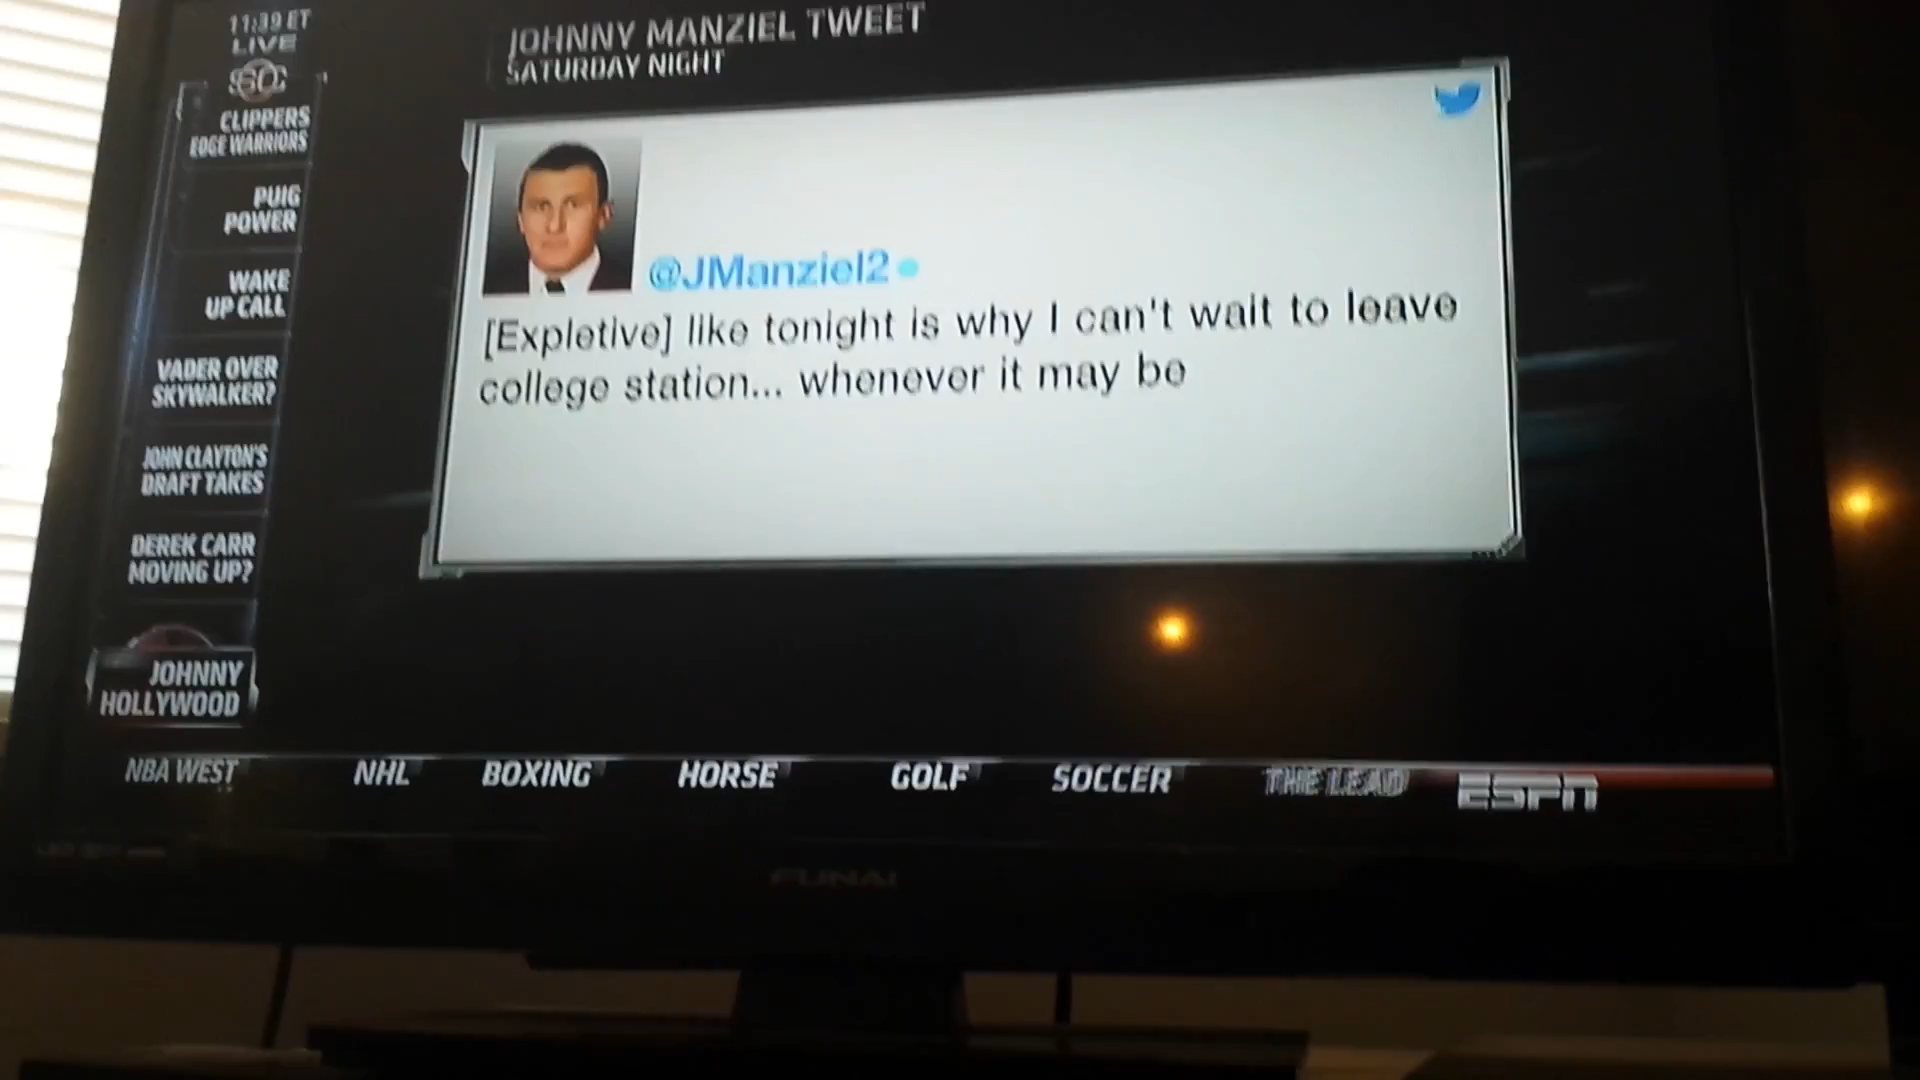 11:39 ET
LIVE
SC
CLIPPERS
EDGE WARRIORS
PUIG
POWER
WAKE
UP CALL
VADER OVER
SKYWALKER?
JOHN CLAYTON'S
DRAFT TAKES
DEREK CARR
MOVING UP?
JOHNNY
HOLLYWOOD
JOHNNY MANZIEL TWEET
SATURDAY NIGHT
@JManziel2
[Expletive] like tonight is why I can't wait to leave
college station... whenever it may be
NBA WEST NHL BOXING HORSE GOLF SOCCER THE LEAD ESPN
FUNAI